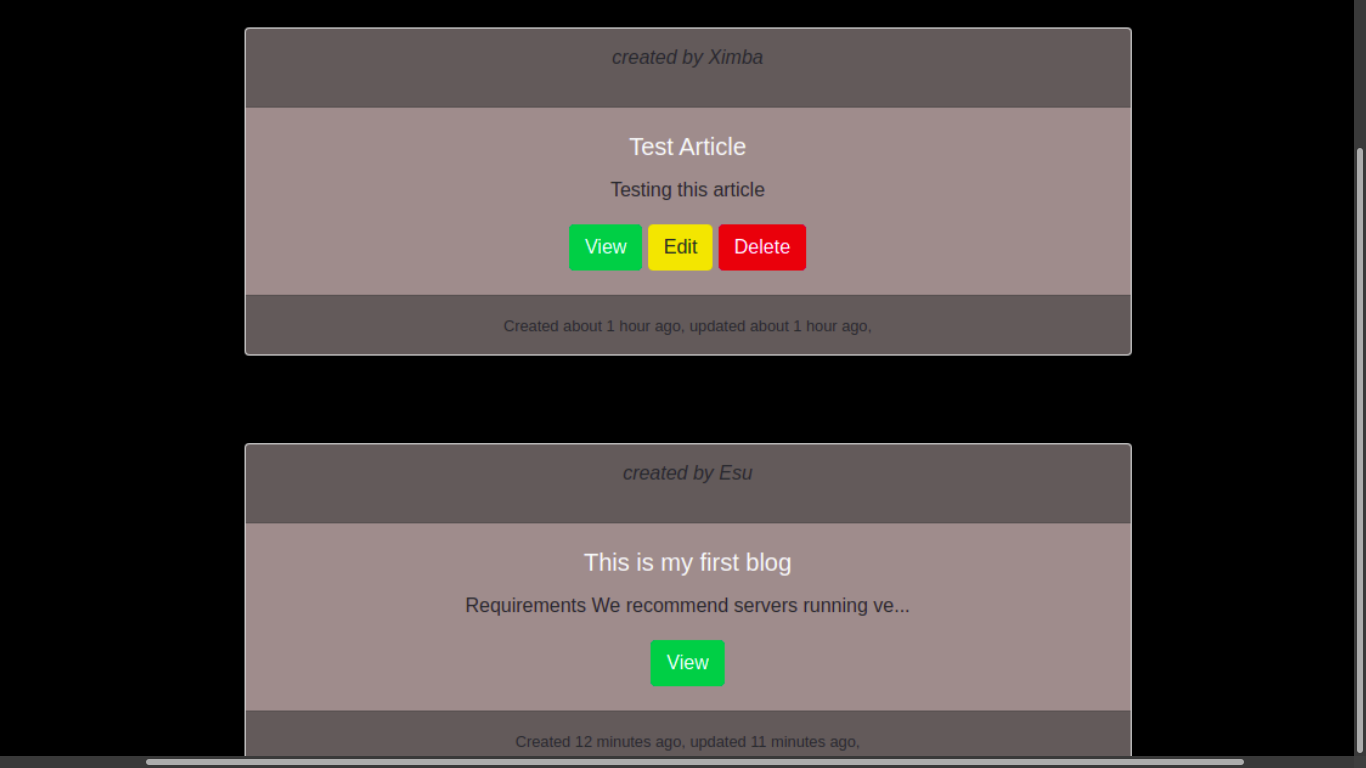 created by Ximba
Test Article
Testing this article
View Edit Delete
Created about 1 hour ago, updated about 1 hour ago,
created by Esu
This is my first blog
Requirements We recommend servers running ve...
View
Created 12 minutes ago, updated 11 minutes ago,